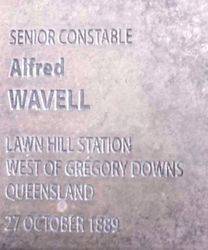 SENIOR CONSTABLE
Alfred
WAVELL
LAWN HILL STATION
WEST OF GREGORY DOWNS
QUEENSLAND
27 OCTOBER 1889